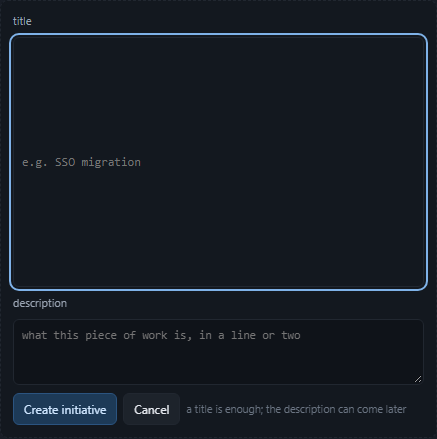 title
e.g. SSO migration
description
what this piece of work is, in a line or two
Create initiative
Cancel
a title is enough; the description can come later